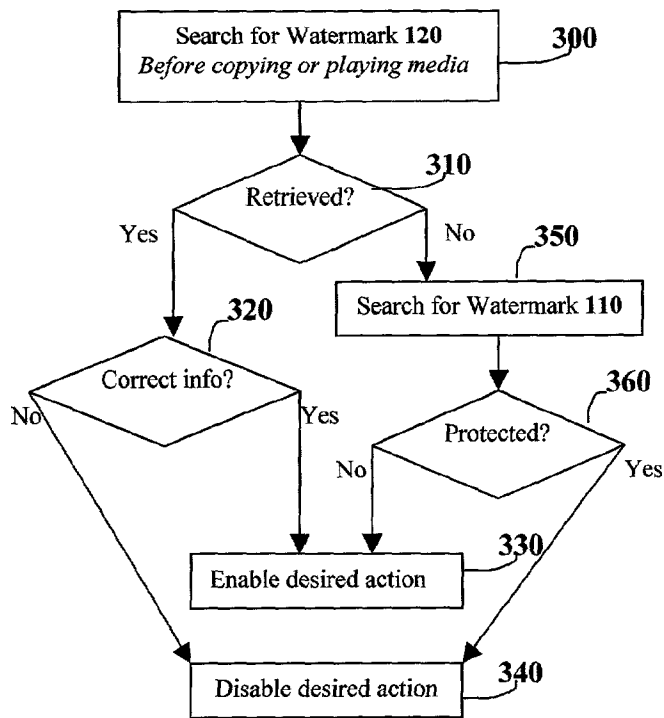 Search for Watermark 120
Before copying or playing media
300
310
Retrieved?
Yes
No
350
Search for Watermark 110
320
Correct info?
No
Yes
360
Protected?
No
Yes
330
Enable desired action
340
Disable desired action